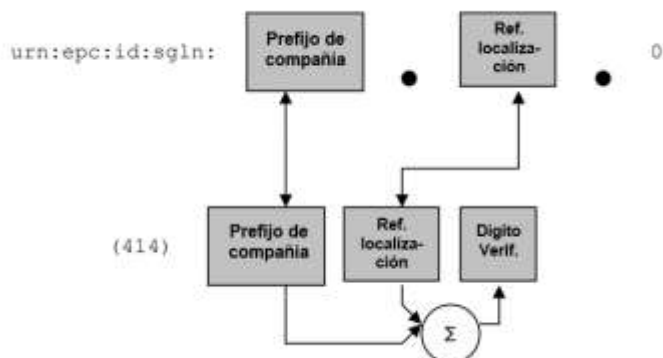 urn:epc:id:sgln:
Prefijo de
compañía
Ref.
localiza-
ción
0
(414)
Prefijo de
compañía
Ref.
localiza-
ción
Digito
Verif.
Σ